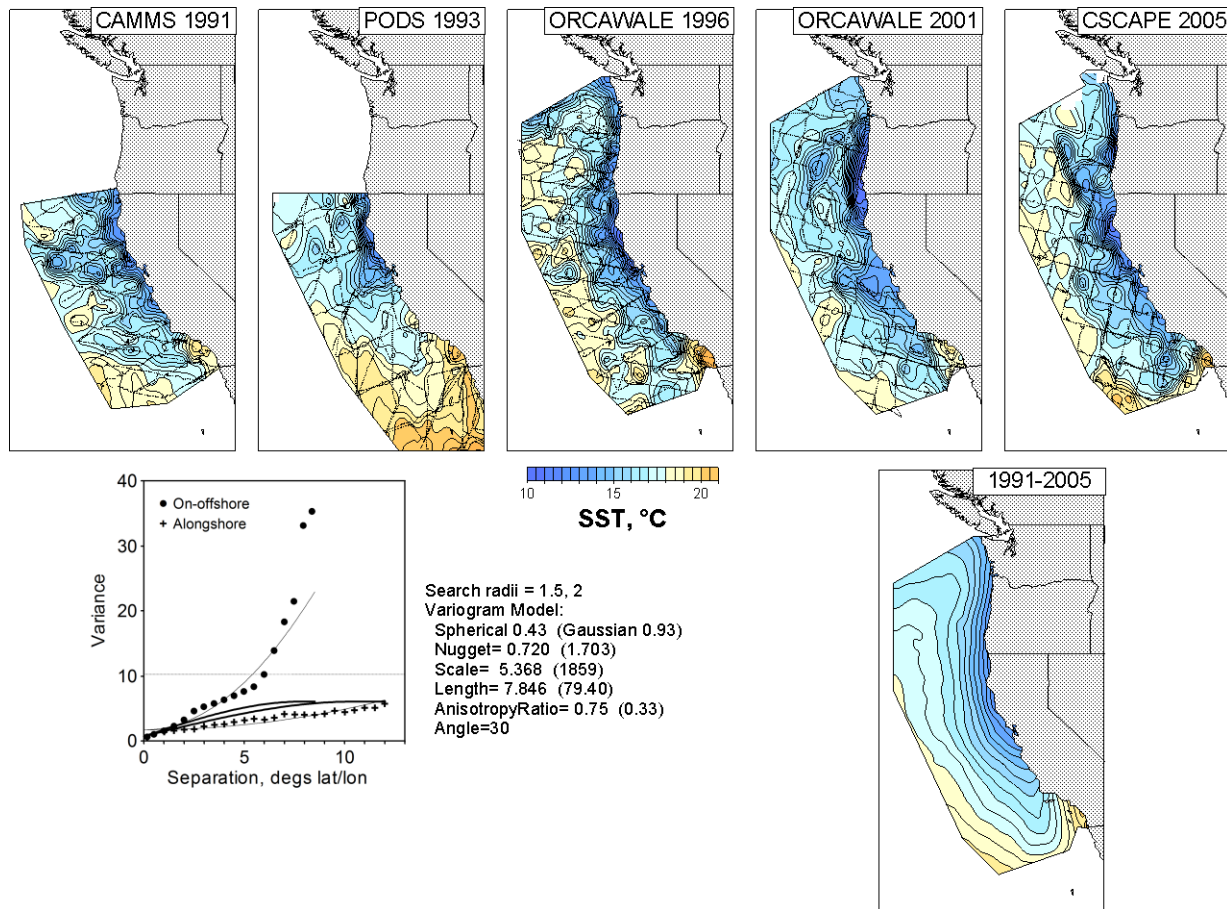 CAMMS 1991
PODS 1993
ORCAWALE 1996
ORCAWALE 2001
CSCAPE 2005
10 15 20
SST, °C
1991-2005
40
30
20
10
0
Variance
On-offshore
Alongshore
0 5 10
Separation, degs lat/lon
Search radii = 1.5, 2
Variogram Model:
Spherical 0.43 (Gaussian 0.93)
Nugget= 0.720 (1.703)
Scale= 5.368 (1859)
Length= 7.846 (79.40)
AnisotropyRatio= 0.75 (0.33)
Angle=30